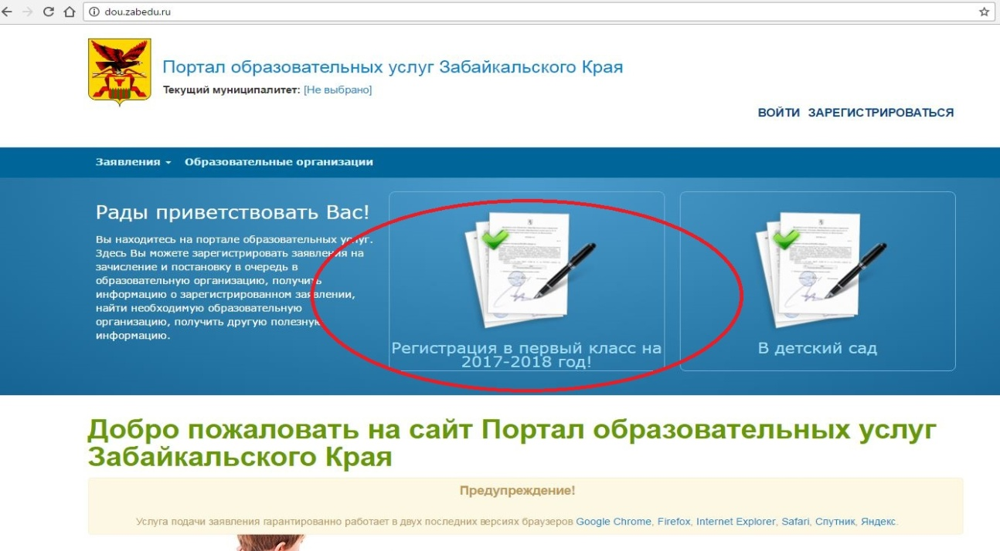 dou.zabedu.ru
Портал образовательных услуг Забайкальского Края
Текущий муниципалитет: [Не выбрано]
ВОЙТИ ЗАРЕГИСТРИРОВАТЬСЯ
Заявления Образовательные организации
Рады приветствовать Вас!
Вы находитесь на портале образовательных услуг.
Здесь Вы можете зарегистрировать заявления на
зачисление и постановку в очередь в
образовательную организацию, получить
информацию о зарегистрированном заявлении,
найти необходимую образовательную
организацию, получить другую полезную
информацию.
Регистрация в первый класс на
2017-2018 год!
В детский сад
Добро пожаловать на сайт Портал образовательных услуг
Забайкальского Края
Предупреждение!
Услуга подачи заявления гарантированно работает в двух последних версиях браузеров Google Chrome, Firefox, Internet Explorer, Safari, Спутник, Яндекс.